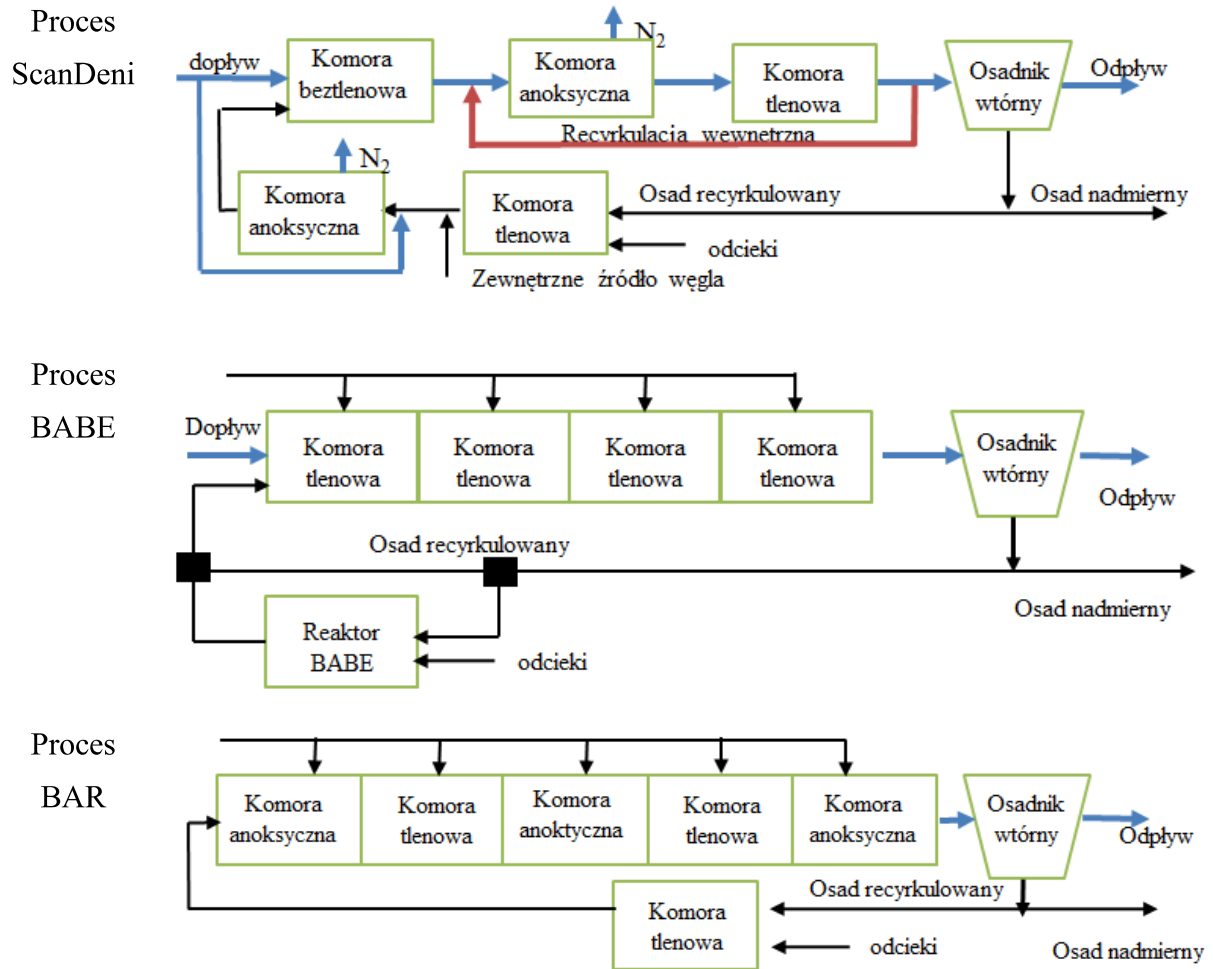 Proces
ScanDeni
dopływ
Komora
beztlenowa
N2
Komora
anoksyczna
Komora
tlenowa
Osadnik
wtórny
Odpływ
Recyrkulacja wewnetrzna
N2
Komora
anoksyczna
Komora
tlenowa
Osad recyrkulowany
Osad nadmierny
odcieki
Zewnętrzne źródło węgla
Proces
BABE
Dopływ
Komora
tlenowa
Komora
tlenowa
Komora
tlenowa
Komora
tlenowa
Osadnik
wtórny
Odpływ
Osad recyrkulowany
Osad nadmierny
Reaktor
BABE
odcieki
Proces
BAR
Komora
anoksyczna
Komora
tlenowa
Komora
anoktyczna
Komora
tlenowa
Komora
anoksyczna
Osadnik
wtórny
Odpływ
Osad recyrkulowany
Komora
tlenowa
odcieki
Osad nadmierny